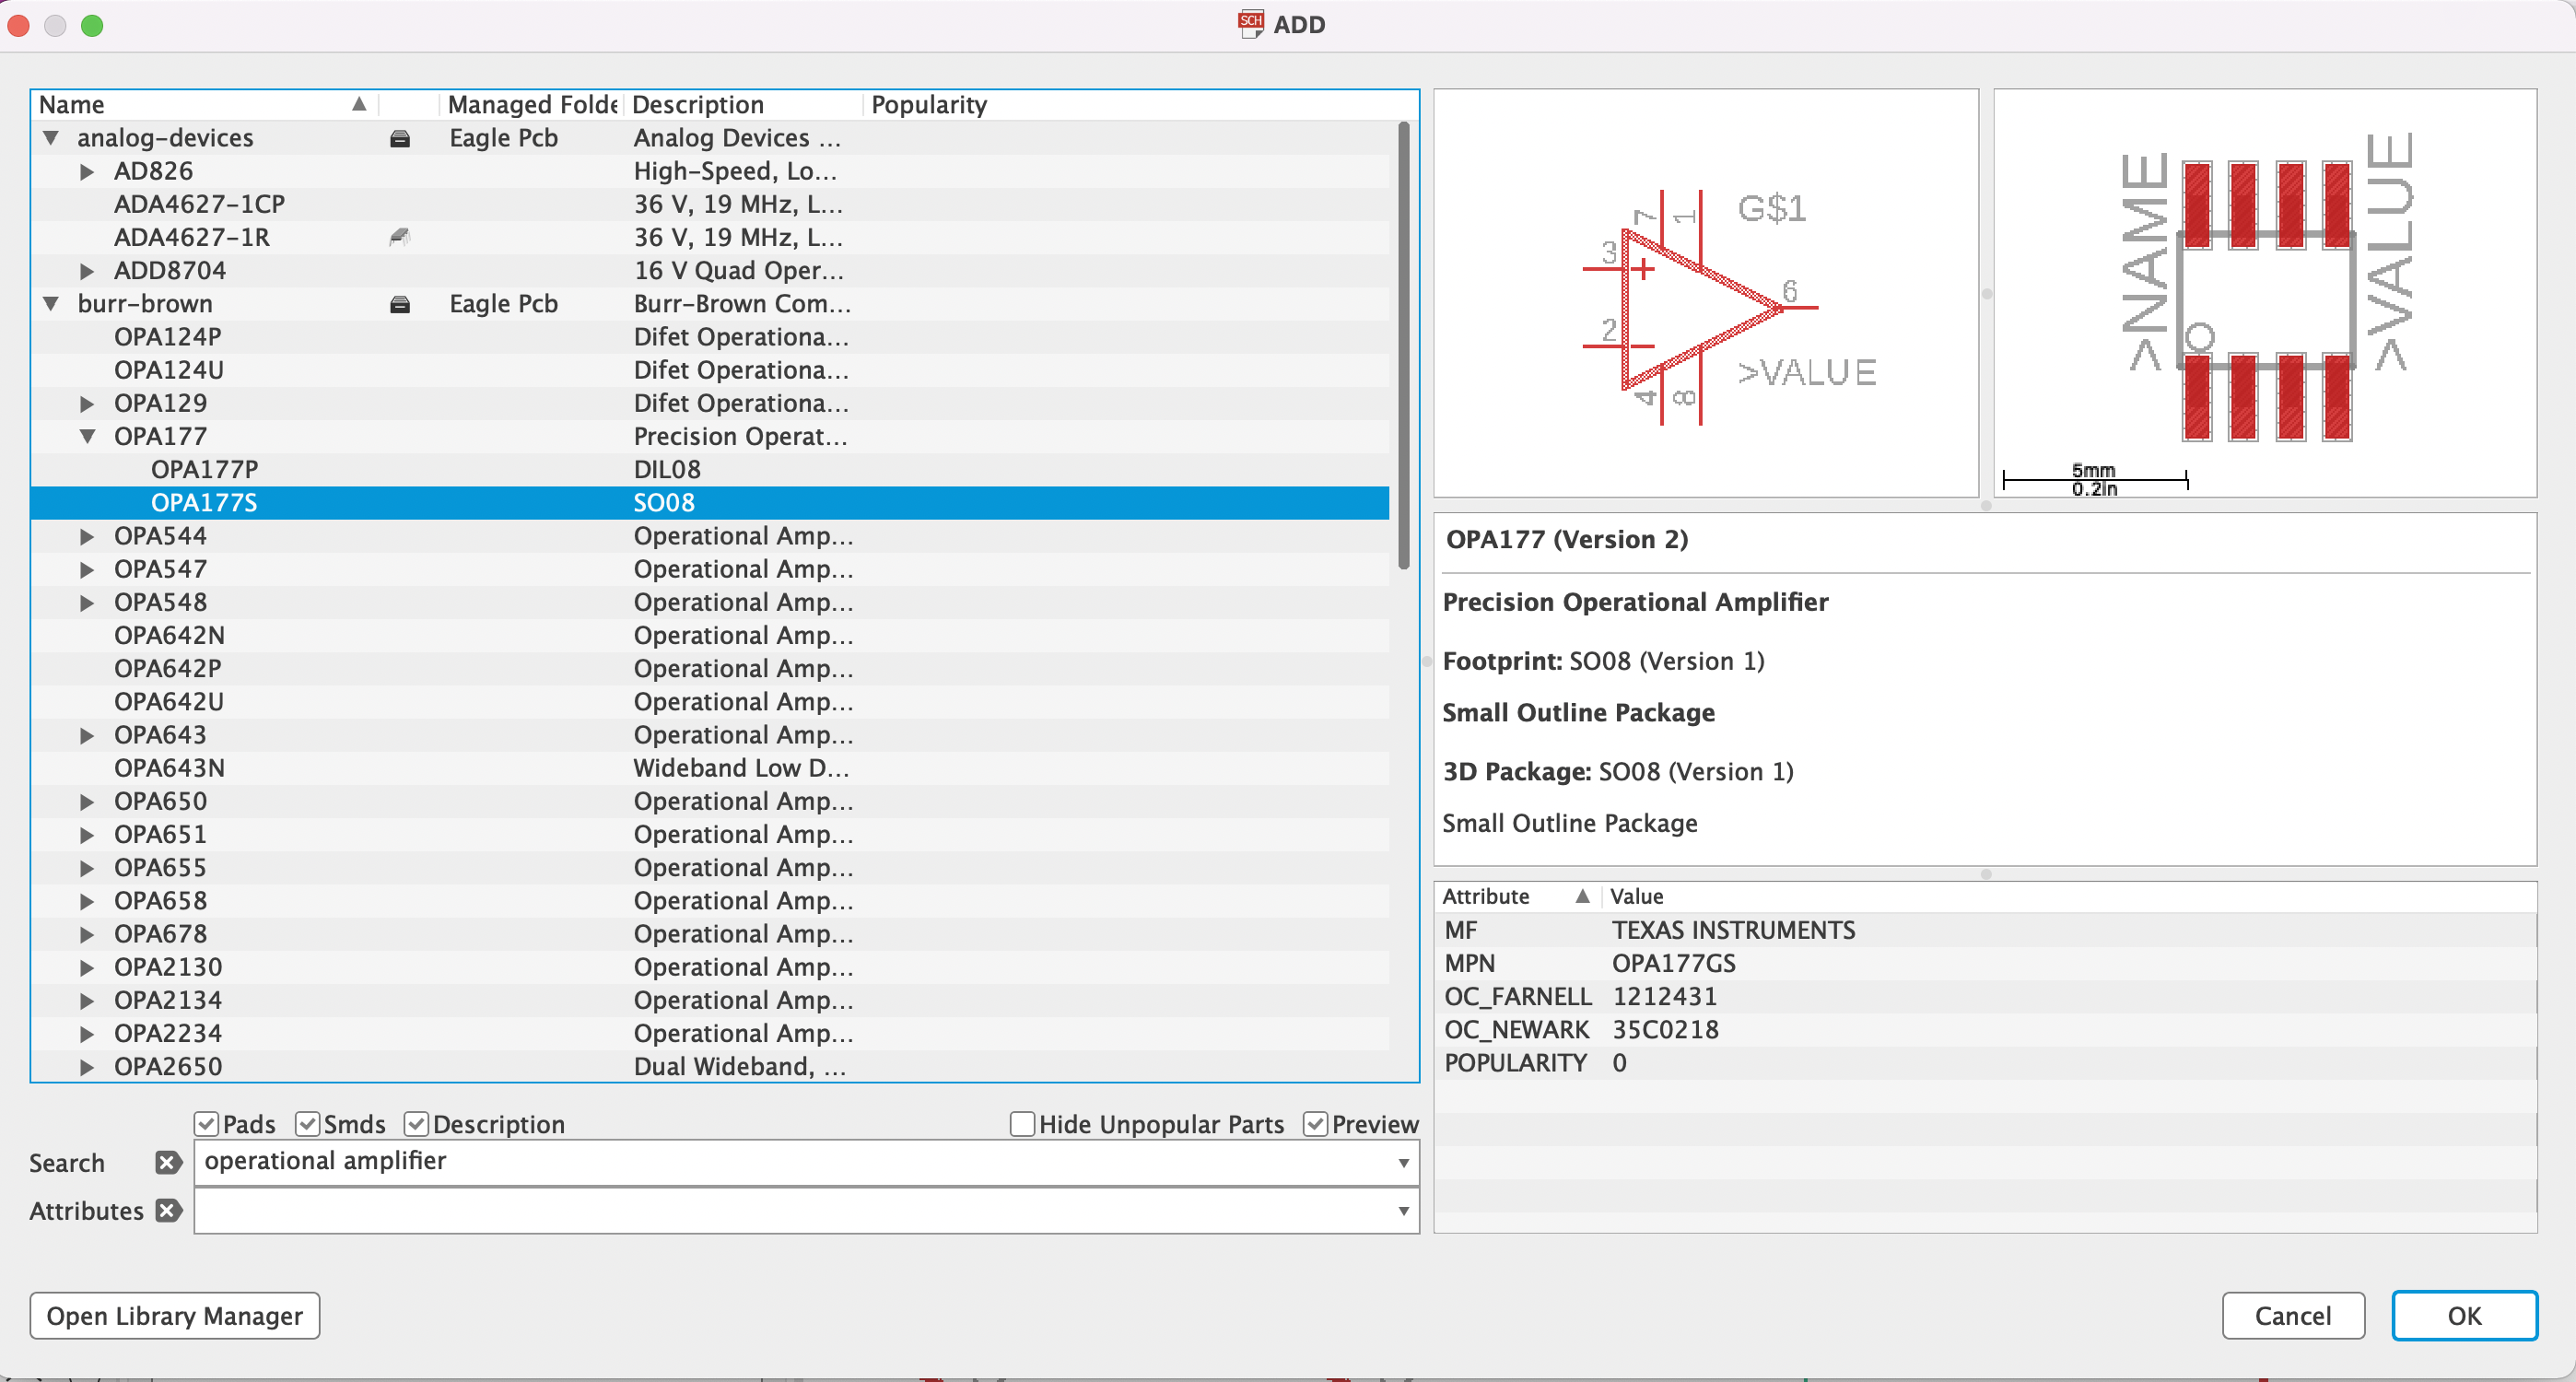 SCH ADD
Name Managed Folde Description Popularity
analog-devices Eagle Pcb Analog Devices ...
AD826 High-Speed, Lo...
ADA4627-1CP 36 V, 19 MHz, L...
ADA4627-1R 36 V, 19 MHz, L...
ADD8704 16 V Quad Oper...
burr-brown Eagle Pcb Burr-Brown Com...
OPA124P Difet Operationa...
OPA124U Difet Operationa...
OPA129 Difet Operationa...
OPA177 Precision Operat...
OPA177P DIL08
OPA177S SO08
OPA544 Operational Amp...
OPA547 Operational Amp...
OPA548 Operational Amp...
OPA642N Operational Amp...
OPA642P Operational Amp...
OPA642U Operational Amp...
OPA643 Operational Amp...
OPA643N Wideband Low D...
OPA650 Operational Amp...
OPA651 Operational Amp...
OPA655 Operational Amp...
OPA658 Operational Amp...
OPA678 Operational Amp...
OPA2130 Operational Amp...
OPA2134 Operational Amp...
OPA2234 Operational Amp...
OPA2650 Dual Wideband, ...
Pads Smds Description Hide Unpopular Parts Preview
Search operational amplifier
Attributes
Open Library Manager
7 1 G$1
3 +
6
2 −
4 8 >VALUE
>NAME
>VALUE
5mm
0.2In
OPA177 (Version 2)
Precision Operational Amplifier
Footprint: SO08 (Version 1)
Small Outline Package
3D Package: SO08 (Version 1)
Small Outline Package
Attribute Value
MF TEXAS INSTRUMENTS
MPN OPA177GS
OC_FARNELL 1212431
OC_NEWARK 35C0218
POPULARITY 0
Cancel OK